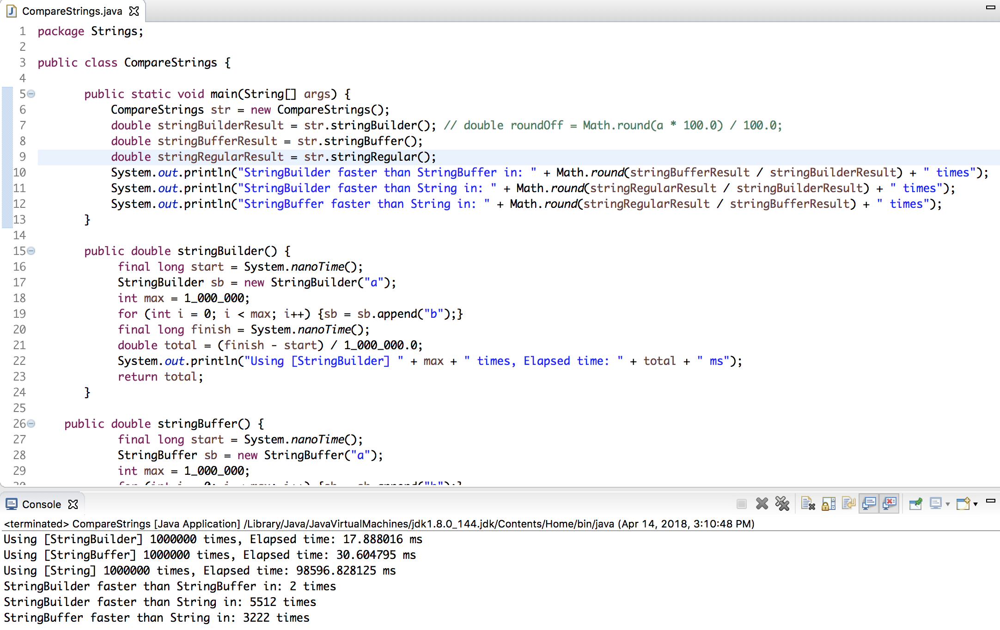 CompareStrings.java
1 package Strings;
2
3 public class CompareStrings {
4
5 public static void main(String[] args) {
6 CompareStrings str = new CompareStrings();
7 double stringBuilderResult = str.stringBuilder(); // double roundOff = Math.round(a * 100.0) / 100.0;
8 double stringBufferResult = str.stringBuffer();
9 double stringRegularResult = str.stringRegular();
10 System.out.println("StringBuilder faster than StringBuffer in: " + Math.round(stringBufferResult / stringBuilderResult) + " times");
11 System.out.println("StringBuilder faster than String in: " + Math.round(stringRegularResult / stringBuilderResult) + " times");
12 System.out.println("StringBuffer faster than String in: " + Math.round(stringRegularResult / stringBufferResult) + " times");
13 }
14
15 public double stringBuilder() {
16 final long start = System.nanoTime();
17 StringBuilder sb = new StringBuilder("a");
18 int max = 1_000_000;
19 for (int i = 0; i < max; i++) {sb = sb.append("b");}
20 final long finish = System.nanoTime();
21 double total = (finish - start) / 1_000_000.0;
22 System.out.println("Using [StringBuilder] " + max + " times, Elapsed time: " + total + " ms");
23 return total;
24 }
25
26 public double stringBuffer() {
27 final long start = System.nanoTime();
28 StringBuffer sb = new StringBuffer("a");
29 int max = 1_000_000;
30 for (int i = 0; i < max; i++) {sb = sb.append("b");}
Console
<terminated> CompareStrings [Java Application] /Library/Java/JavaVirtualMachines/jdk1.8.0_144.jdk/Contents/Home/bin/java (Apr 14, 2018, 3:10:48 PM)
Using [StringBuilder] 1000000 times, Elapsed time: 17.888016 ms
Using [StringBuffer] 1000000 times, Elapsed time: 30.604795 ms
Using [String] 1000000 times, Elapsed time: 98596.828125 ms
StringBuilder faster than StringBuffer in: 2 times
StringBuilder faster than String in: 5512 times
StringBuffer faster than String in: 3222 times